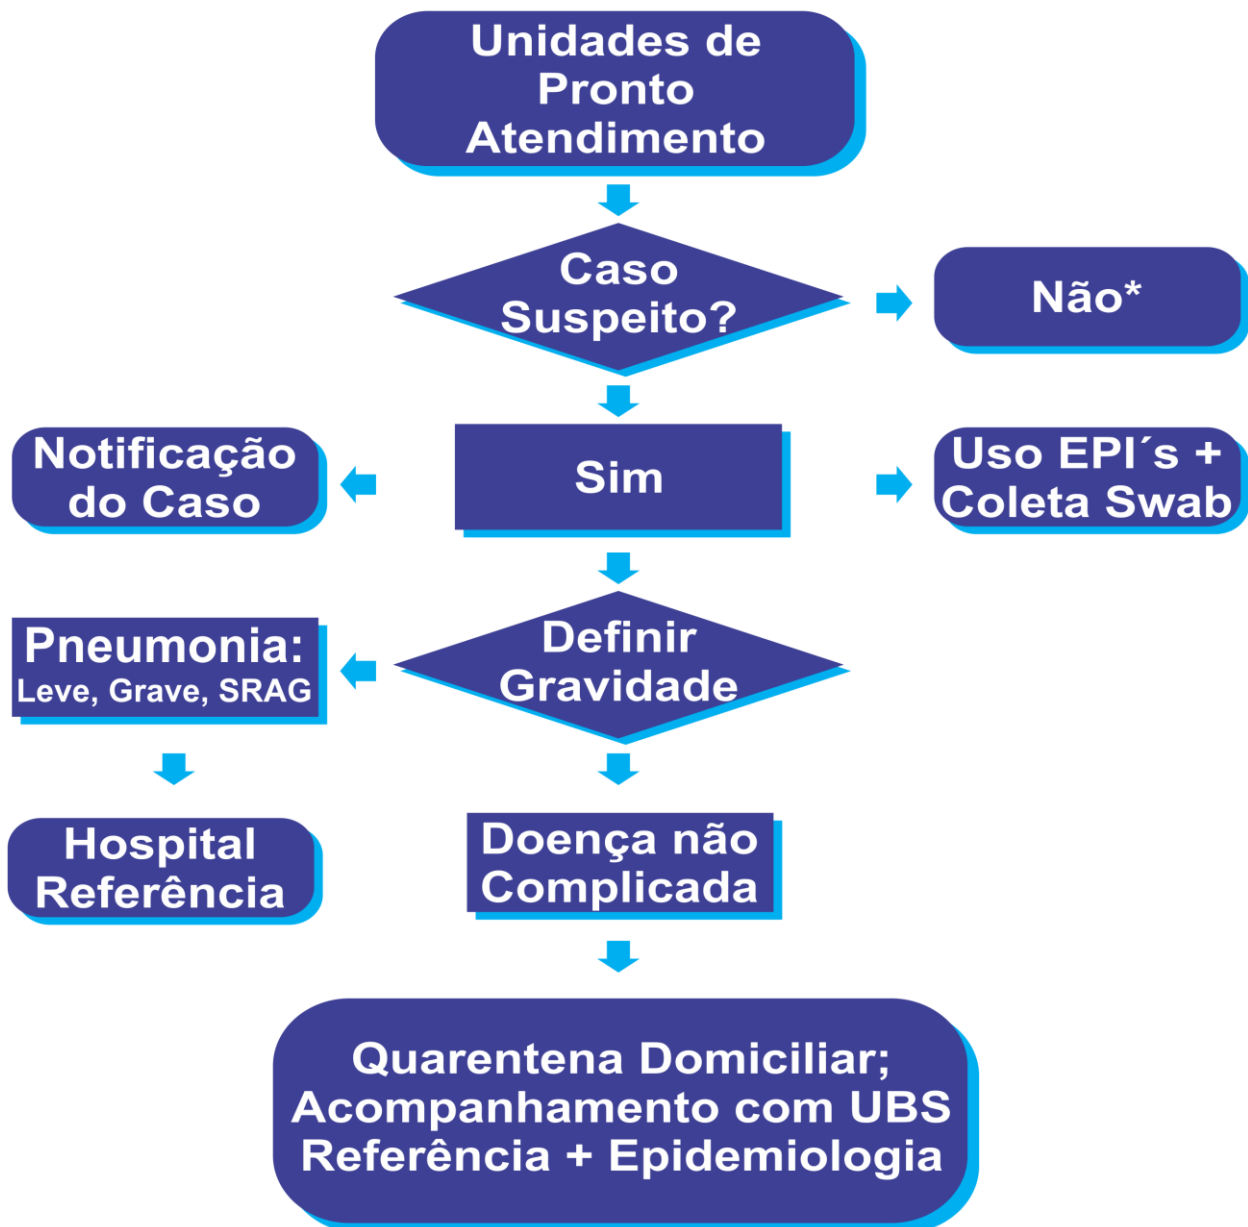 Unidades de
Pronto
Atendimento
Caso
Suspeito?
Não*
Notificação
do Caso
Sim
Uso EPI´s +
Coleta Swab
Pneumonia:
Leve, Grave, SRAG
Definir
Gravidade
Hospital
Referência
Doença não
Complicada
Quarentena Domiciliar;
Acompanhamento com UBS
Referência + Epidemiologia